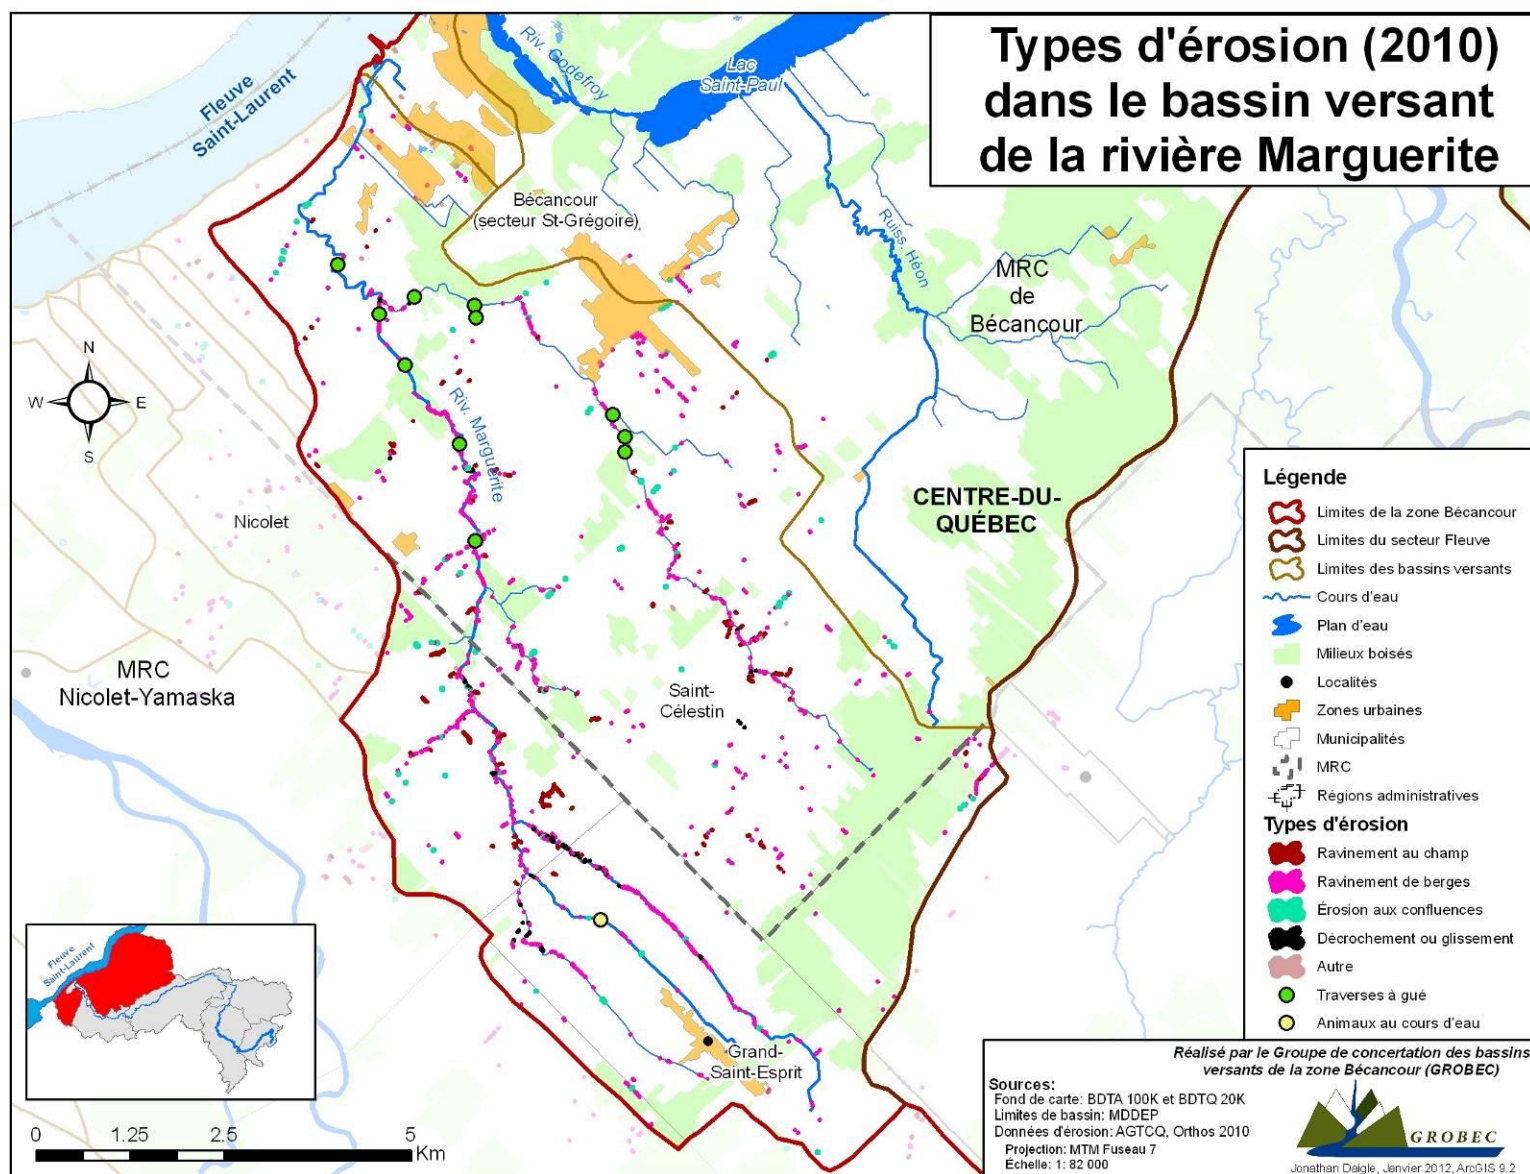 Types d'érosion (2010)
dans le bassin versant
de la rivière Marguerite
Fleuve
Saint-Laurent
Riv. Godefroy
Lac
Saint-Paul
Bécancour
(secteur St-Grégoire)
Ruiss. Héon
MRC
de
Bécancour
N
W
E
S
Riv. Marguerite
Nicolet
CENTRE-DU-
QUÉBEC
MRC
Nicolet-Yamaska
Saint-
Célestin
Grand-
Saint-Esprit
Légende
Limites de la zone Bécancour
Limites du secteur Fleuve
Limites des bassins versants
Cours d'eau
Plan d'eau
Milieux boisés
Localités
Zones urbaines
Municipalités
MRC
Régions administratives
Types d'érosion
Ravinement au champ
Ravinement de berges
Érosion aux confluences
Décrochement ou glissement
Autre
Traverses à gué
Animaux au cours d'eau
Fleuve
Saint-Laurent
0 1.25 2.5 5
Km
Réalisé par le Groupe de concertation des bassins
versants de la zone Bécancour (GROBEC)
Sources:
Fond de carte: BDTA 100K et BDTQ 20K
Limites de bassin: MDDEP
Données d'érosion: AGTCQ, Orthos 2010
Projection: MTM Fuseau 7
Échelle: 1: 82 000
GROBEC
Jonathan Daigle, Janvier 2012, ArcGIS 9.2